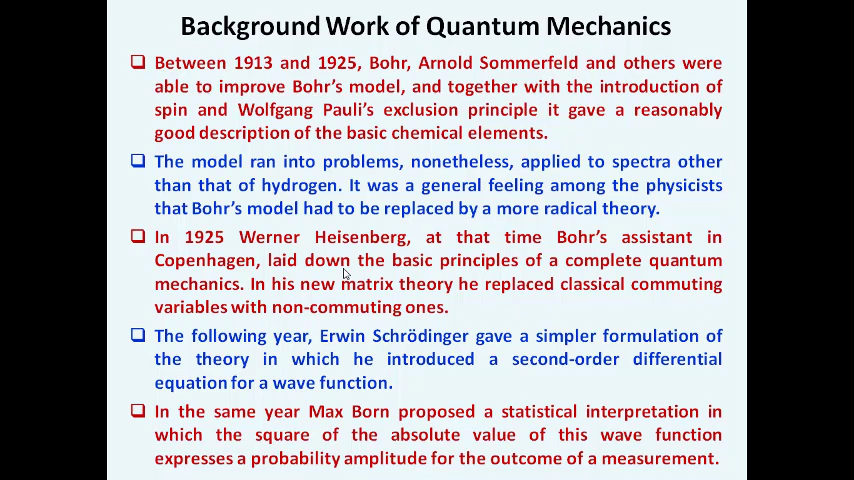 Background Work of Quantum Mechanics
Between 1913 and 1925, Bohr, Arnold Sommerfeld and others were
able to improve Bohr's model, and together with the introduction of
spin and Wolfgang Pauli's exclusion principle it gave a reasonably
good description of the basic chemical elements.
The model ran into problems, nonetheless, applied to spectra other
than that of hydrogen. It was a general feeling among the physicists
that Bohr's model had to be replaced by a more radical theory.
In 1925 Werner Heisenberg, at that time Bohr's assistant in
Copenhagen, laid down the basic principles of a complete quantum
mechanics. In his new matrix theory he replaced classical commuting
variables with non-commuting ones.
The following year, Erwin Schrödinger gave a simpler formulation of
the theory in which he introduced a second-order differential
equation for a wave function.
In the same year Max Born proposed a statistical interpretation in
which the square of the absolute value of this wave function
expresses a probability amplitude for the outcome of a measurement.